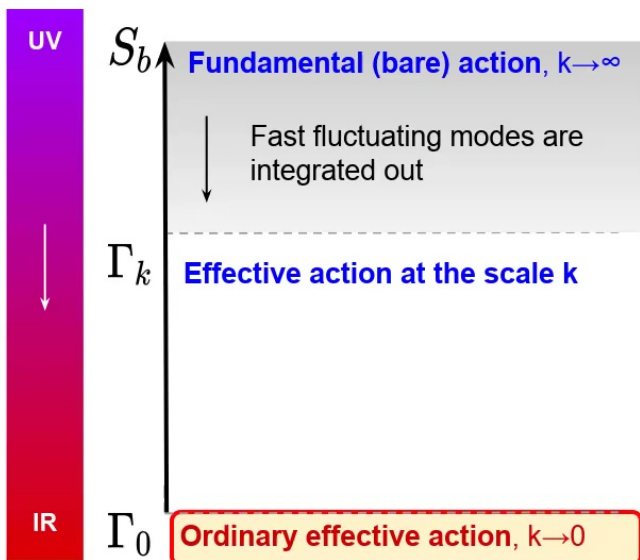 UV
S_b Fundamental (bare) action, k→∞
Fast fluctuating modes are
integrated out
Γ_k Effective action at the scale k
IR
Γ_0 Ordinary effective action, k→0